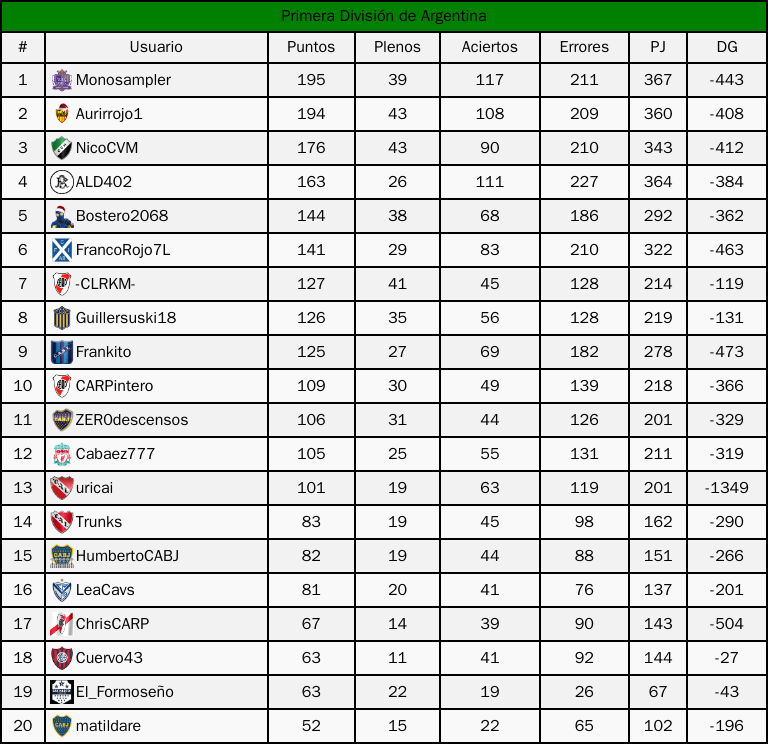 Primera División de Argentina
# Usuario Puntos Plenos Aciertos Errores PJ DG
1 Monosampler 195 39 117 211 367 -443
2 Aurirrojo1 194 43 108 209 360 -408
3 NicoCVM 176 43 90 210 343 -412
4 ALD402 163 26 111 227 364 -384
5 Bostero2068 144 38 68 186 292 -362
6 FrancoRojo7L 141 29 83 210 322 -463
7 -CLRKM- 127 41 45 128 214 -119
8 Guillersuski18 126 35 56 128 219 -131
9 Frankito 125 27 69 182 278 -473
10 CARPintero 109 30 49 139 218 -366
11 ZER0descensos 106 31 44 126 201 -329
12 Cabaez777 105 25 55 131 211 -319
13 uricai 101 19 63 119 201 -1349
14 Trunks 83 19 45 98 162 -290
15 HumbertoCABJ 82 19 44 88 151 -266
16 LeaCavs 81 20 41 76 137 -201
17 ChrisCARP 67 14 39 90 143 -504
18 Cuervo43 63 11 41 92 144 -27
19 El_Formoseño 63 22 19 26 67 -43
20 matildare 52 15 22 65 102 -196